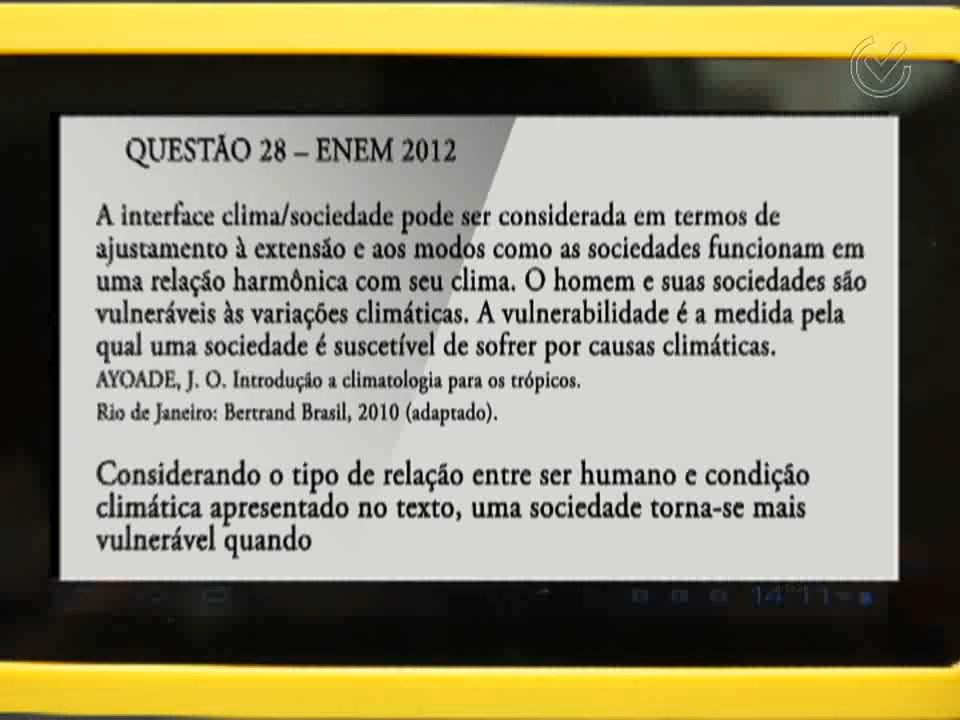 QUESTÃO 28 – ENEM 2012
A interface clima/sociedade pode ser considerada em termos de
ajustamento à extensão e aos modos como as sociedades funcionam em
uma relação harmônica com seu clima. O homem e suas sociedades são
vulneráveis às variações climáticas. A vulnerabilidade é a medida pela
qual uma sociedade é suscetível de sofrer por causas climáticas.
AYOADE, J. O. Introdução a climatologia para os trópicos.
Rio de Janeiro: Bertrand Brasil, 2010 (adaptado).
Considerando o tipo de relação entre ser humano e condição
climática apresentado no texto, uma sociedade torna-se mais
vulnerável quando
14 11